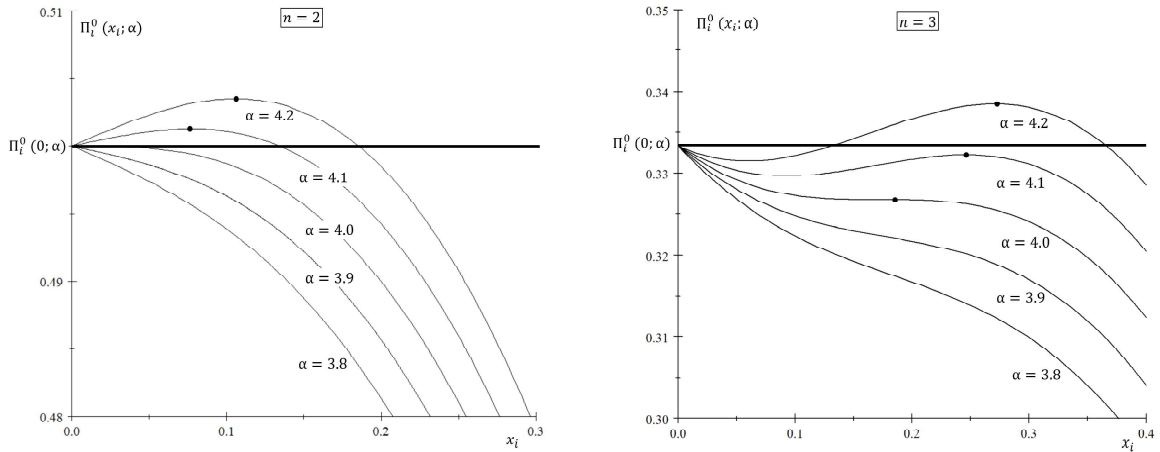 0.51
Π_i^0 (x_i; α)
n − 2
α = 4.2
Π_i^0 (0; α)
α = 4.1
α = 4.0
0.49
α = 3.9
α = 3.8
0.48
0.0
0.1
0.2
0.3
x_i
0.35
Π_i^0 (x_i; α)
n = 3
0.34
α = 4.2
Π_i^0 (0; α)
0.33
α = 4.1
α = 4.0
0.32
α = 3.9
0.31
α = 3.8
0.30
0.0
0.1
0.2
0.3
0.4
x_i